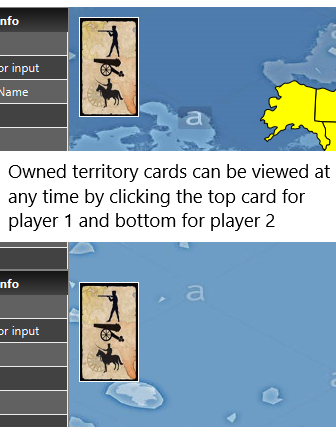 nfo
or input
Name
a
Owned territory cards can be viewed at
any time by clicking the top card for
player 1 and bottom for player 2
nfo
a
or input